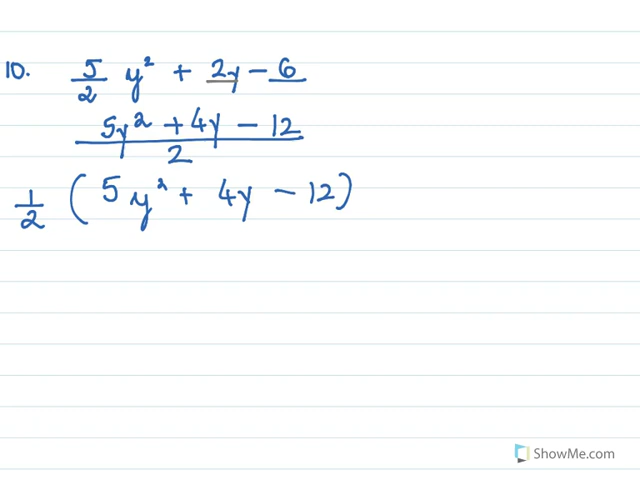 10. 5/2 y² + 2y - 6
5y² + 4y - 12
2
1/2 ( 5y² + 4y - 12 )
ShowMe.com